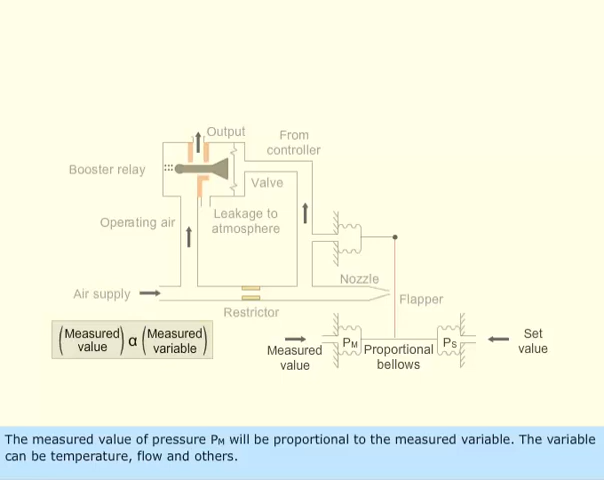 Output
From
controller
Booster relay
Valve
Leakage to
atmosphere
Operating air
Nozzle
Air supply
Flapper
Restrictor
(Measured value) α (Measured variable)
Measured
value
PM
Proportional
bellows
PS
Set
value
The measured value of pressure PM will be proportional to the measured variable. The variable
can be temperature, flow and others.